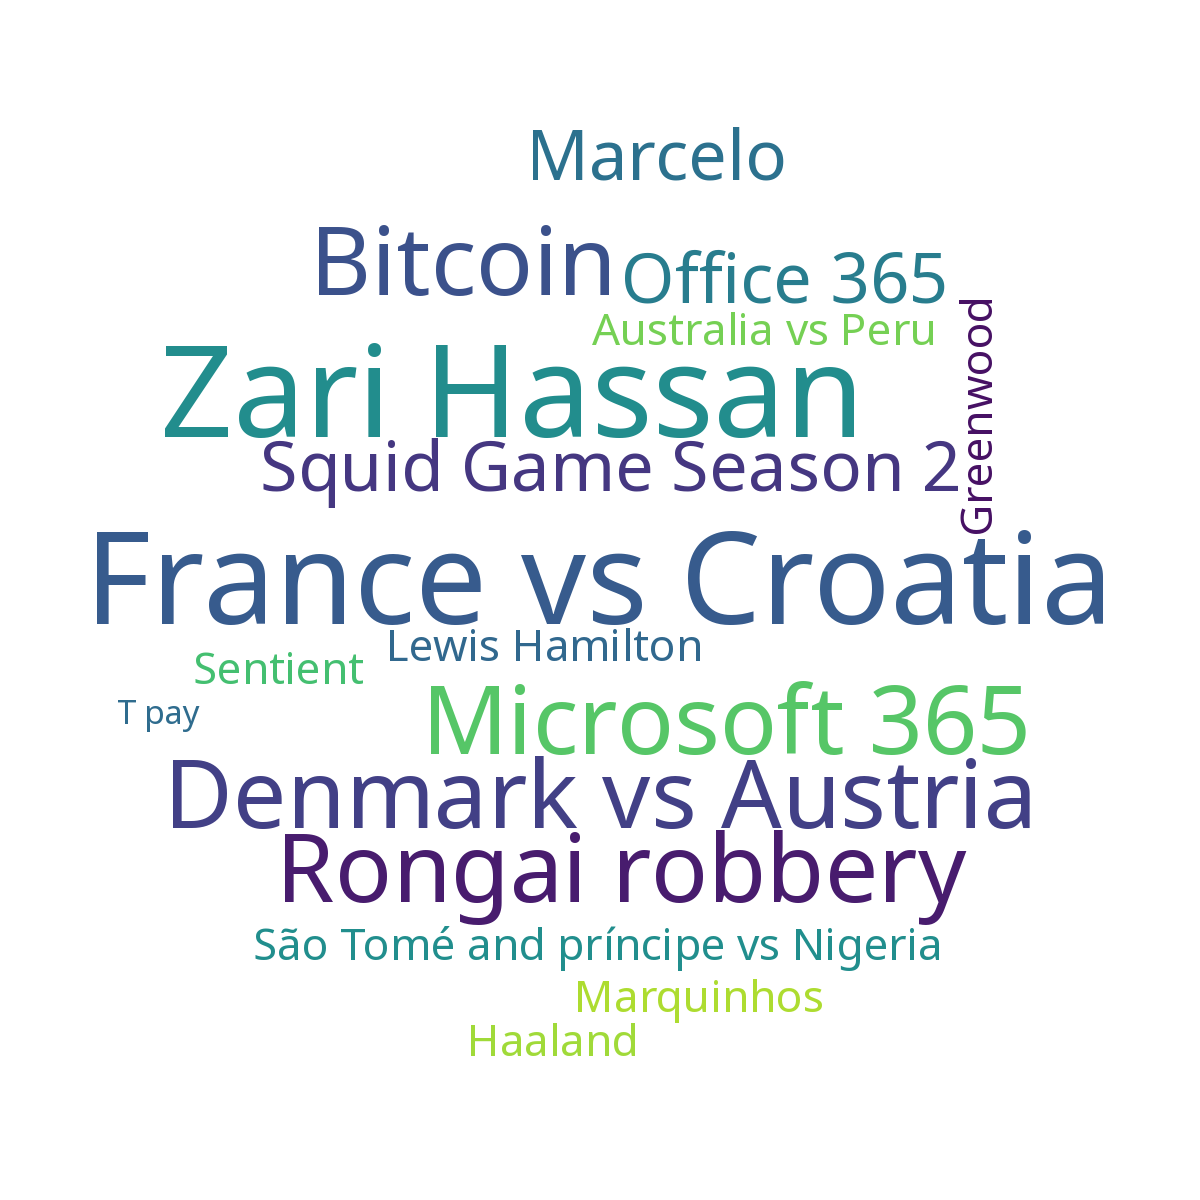 Marcelo
Bitcoin
Office 365
Australia vs Peru
Greenwood
Zari Hassan
Squid Game Season 2
France vs Croatia
Lewis Hamilton
Sentient
T pay
Microsoft 365
Denmark vs Austria
Rongai robbery
São Tomé and príncipe vs Nigeria
Marquinhos
Haaland